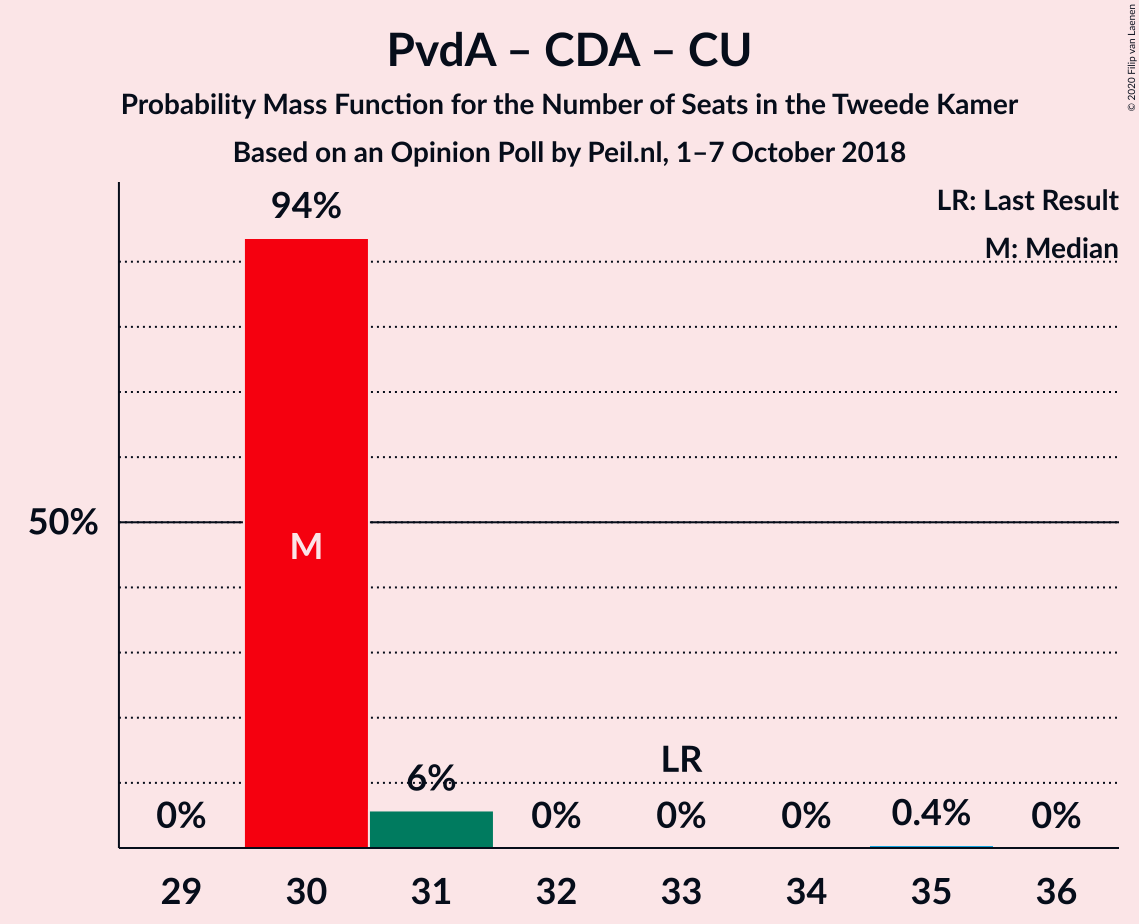 PvdA – CDA – CU
Probability Mass Function for the Number of Seats in the Tweede Kamer
Based on an Opinion Poll by Peil.nl, 1–7 October 2018
© 2020 Filip van Laenen
LR: Last Result
M: Median
94%
50%
M
LR
0%
6%
0%
0%
0%
0.4%
0%
29 30 31 32 33 34 35 36